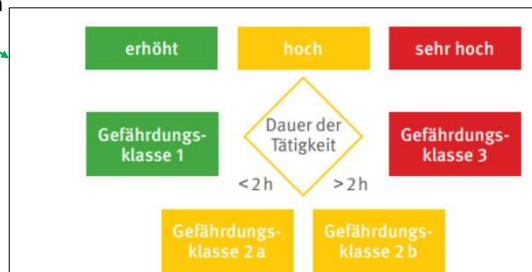 erhöht
hoch
sehr hoch
Gefährdungs-
klasse 1
Dauer der
Tätigkeit
Gefährdungs-
klasse 3
< 2 h
> 2 h
Gefährdungs-
klasse 2 a
Gefährdungs-
klasse 2 b